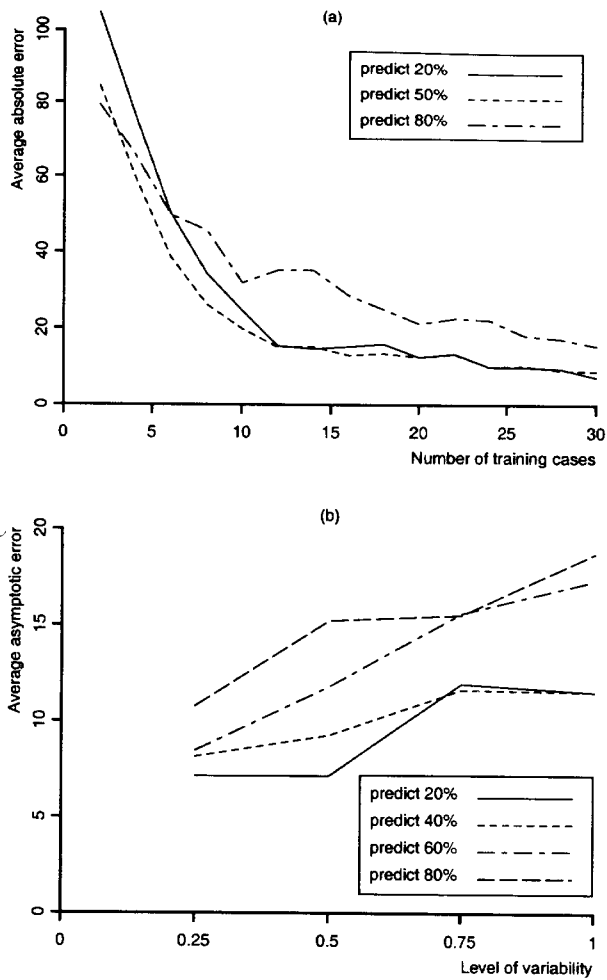 (a)
Average absolute error
100
80
60
40
20
0
predict 20%
predict 50%
predict 80%
0 5 10 15 20 25 30
Number of training cases
(b)
Average asymptotic error
20
15
10
5
0
predict 20%
predict 40%
predict 60%
predict 80%
0 0.25 0.5 0.75 1
Level of variability